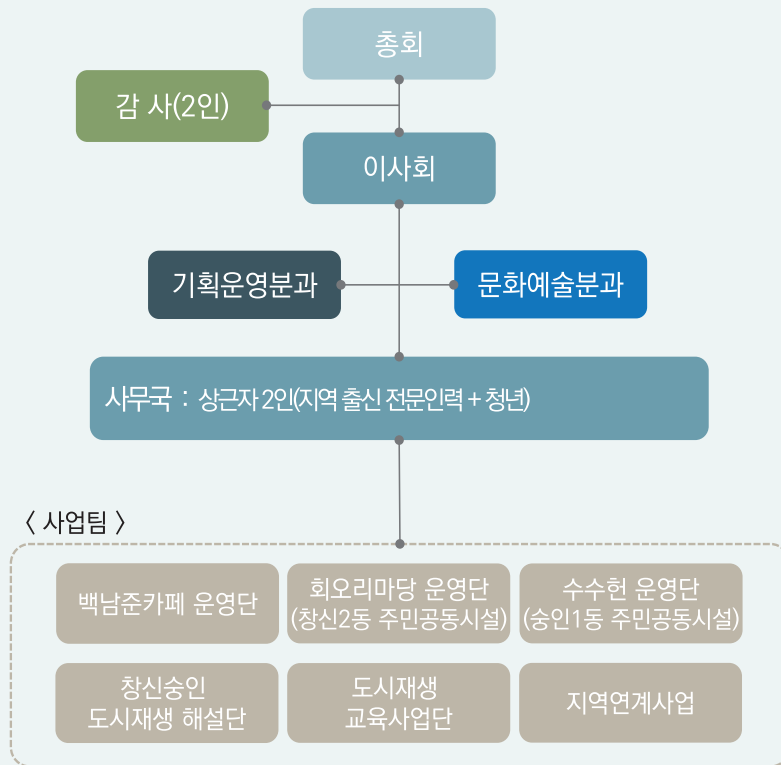 총회
감 사(2인)
이사회
기획운영분과
문화예술분과
사무국 : 상근자 2인(지역 출신 전문인력 + 청년)
〈 사업팀 〉
백남준카페 운영단
회오리마당 운영단
(창신2동 주민공동시설)
수수헌 운영단
(숭인1동 주민공동시설)
창신숭인
도시재생 해설단
도시재생
교육사업단
지역연계사업